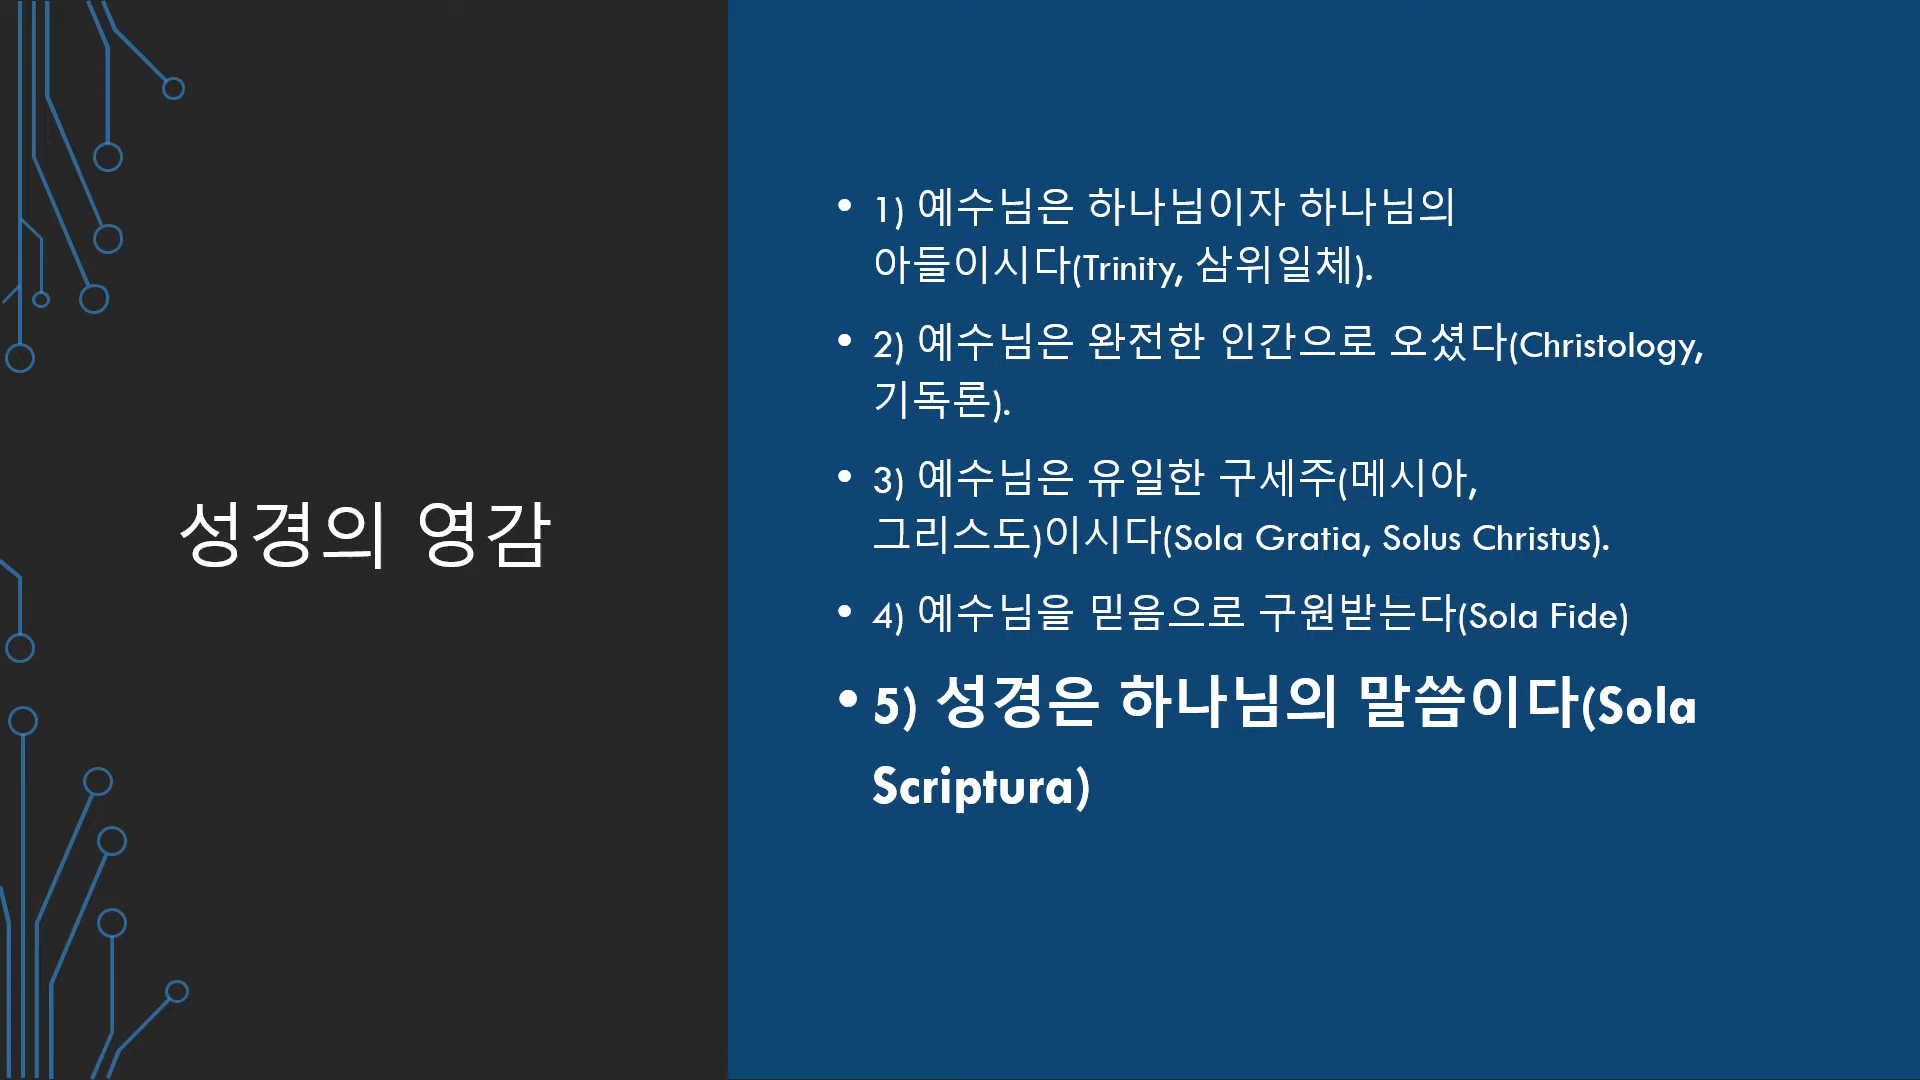 성경의 영감
• 1) 예수님은 하나님이자 하나님의
아들이시다(Trinity, 삼위일체).
• 2) 예수님은 완전한 인간으로 오셨다(Christology,
기독론).
• 3) 예수님은 유일한 구세주(메시아,
그리스도)이시다(Sola Gratia, Solus Christus).
• 4) 예수님을 믿음으로 구원받는다(Sola Fide)
• 5) 성경은 하나님의 말씀이다(Sola
Scriptura)